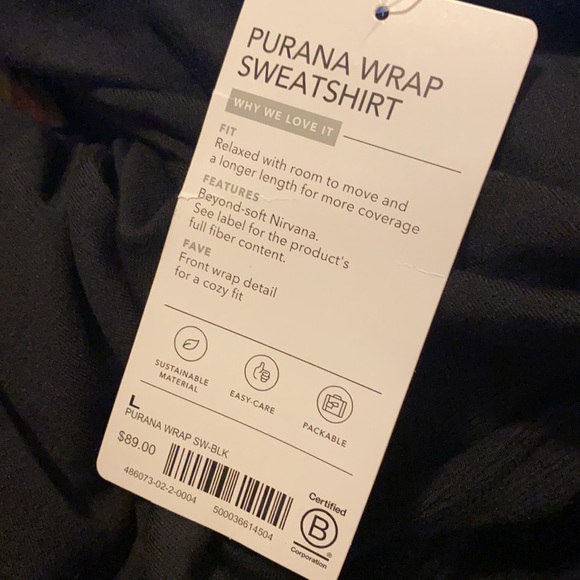 PURANA WRAP
SWEATSHIRT
WHY WE LOVE IT
FIT
Relaxed with room to move and
a longer length for more coverage
FEATURES
Beyond-soft Nirvana.
See label for the product's
full fiber content.
FAVE
Front wrap detail
for a cozy fit
SUSTAINABLE
MATERIAL
EASY-CARE
PACKABLE
L
PURANA WRAP SW-BLK
$89.00
486073-02-2-0004
500036614504
Certified
B
®
Corporation